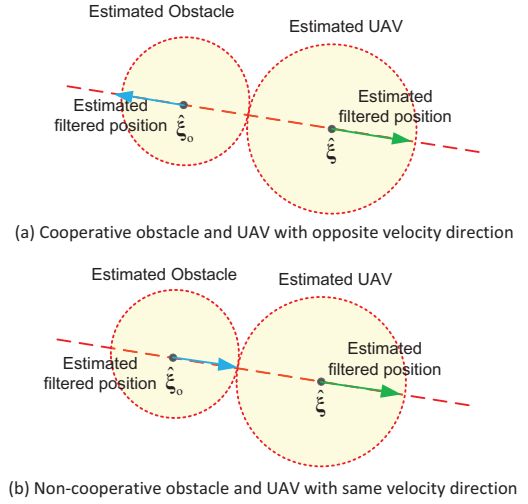 Estimated Obstacle
Estimated UAV
Estimated
filtered position
ξ̂ₒ
Estimated
filtered position
ξ̂
(a) Cooperative obstacle and UAV with opposite velocity direction
Estimated Obstacle
Estimated UAV
Estimated
filtered position
ξ̂ₒ
Estimated
filtered position
ξ̂
(b) Non-cooperative obstacle and UAV with same velocity direction